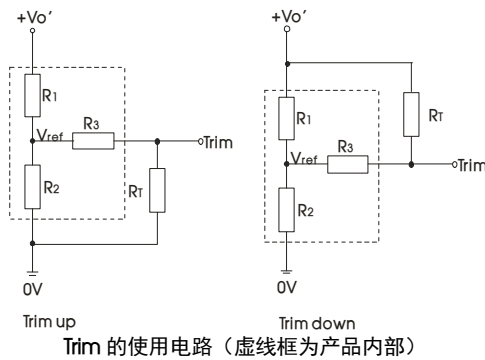 +Vo'
R1
Vref
R3
Trim
R2
RT
0V
Trim up
+Vo'
R1
RT
Vref
R3
Trim
R2
0V
Trim down
Trim 的使用电路（虚线框为产品内部）